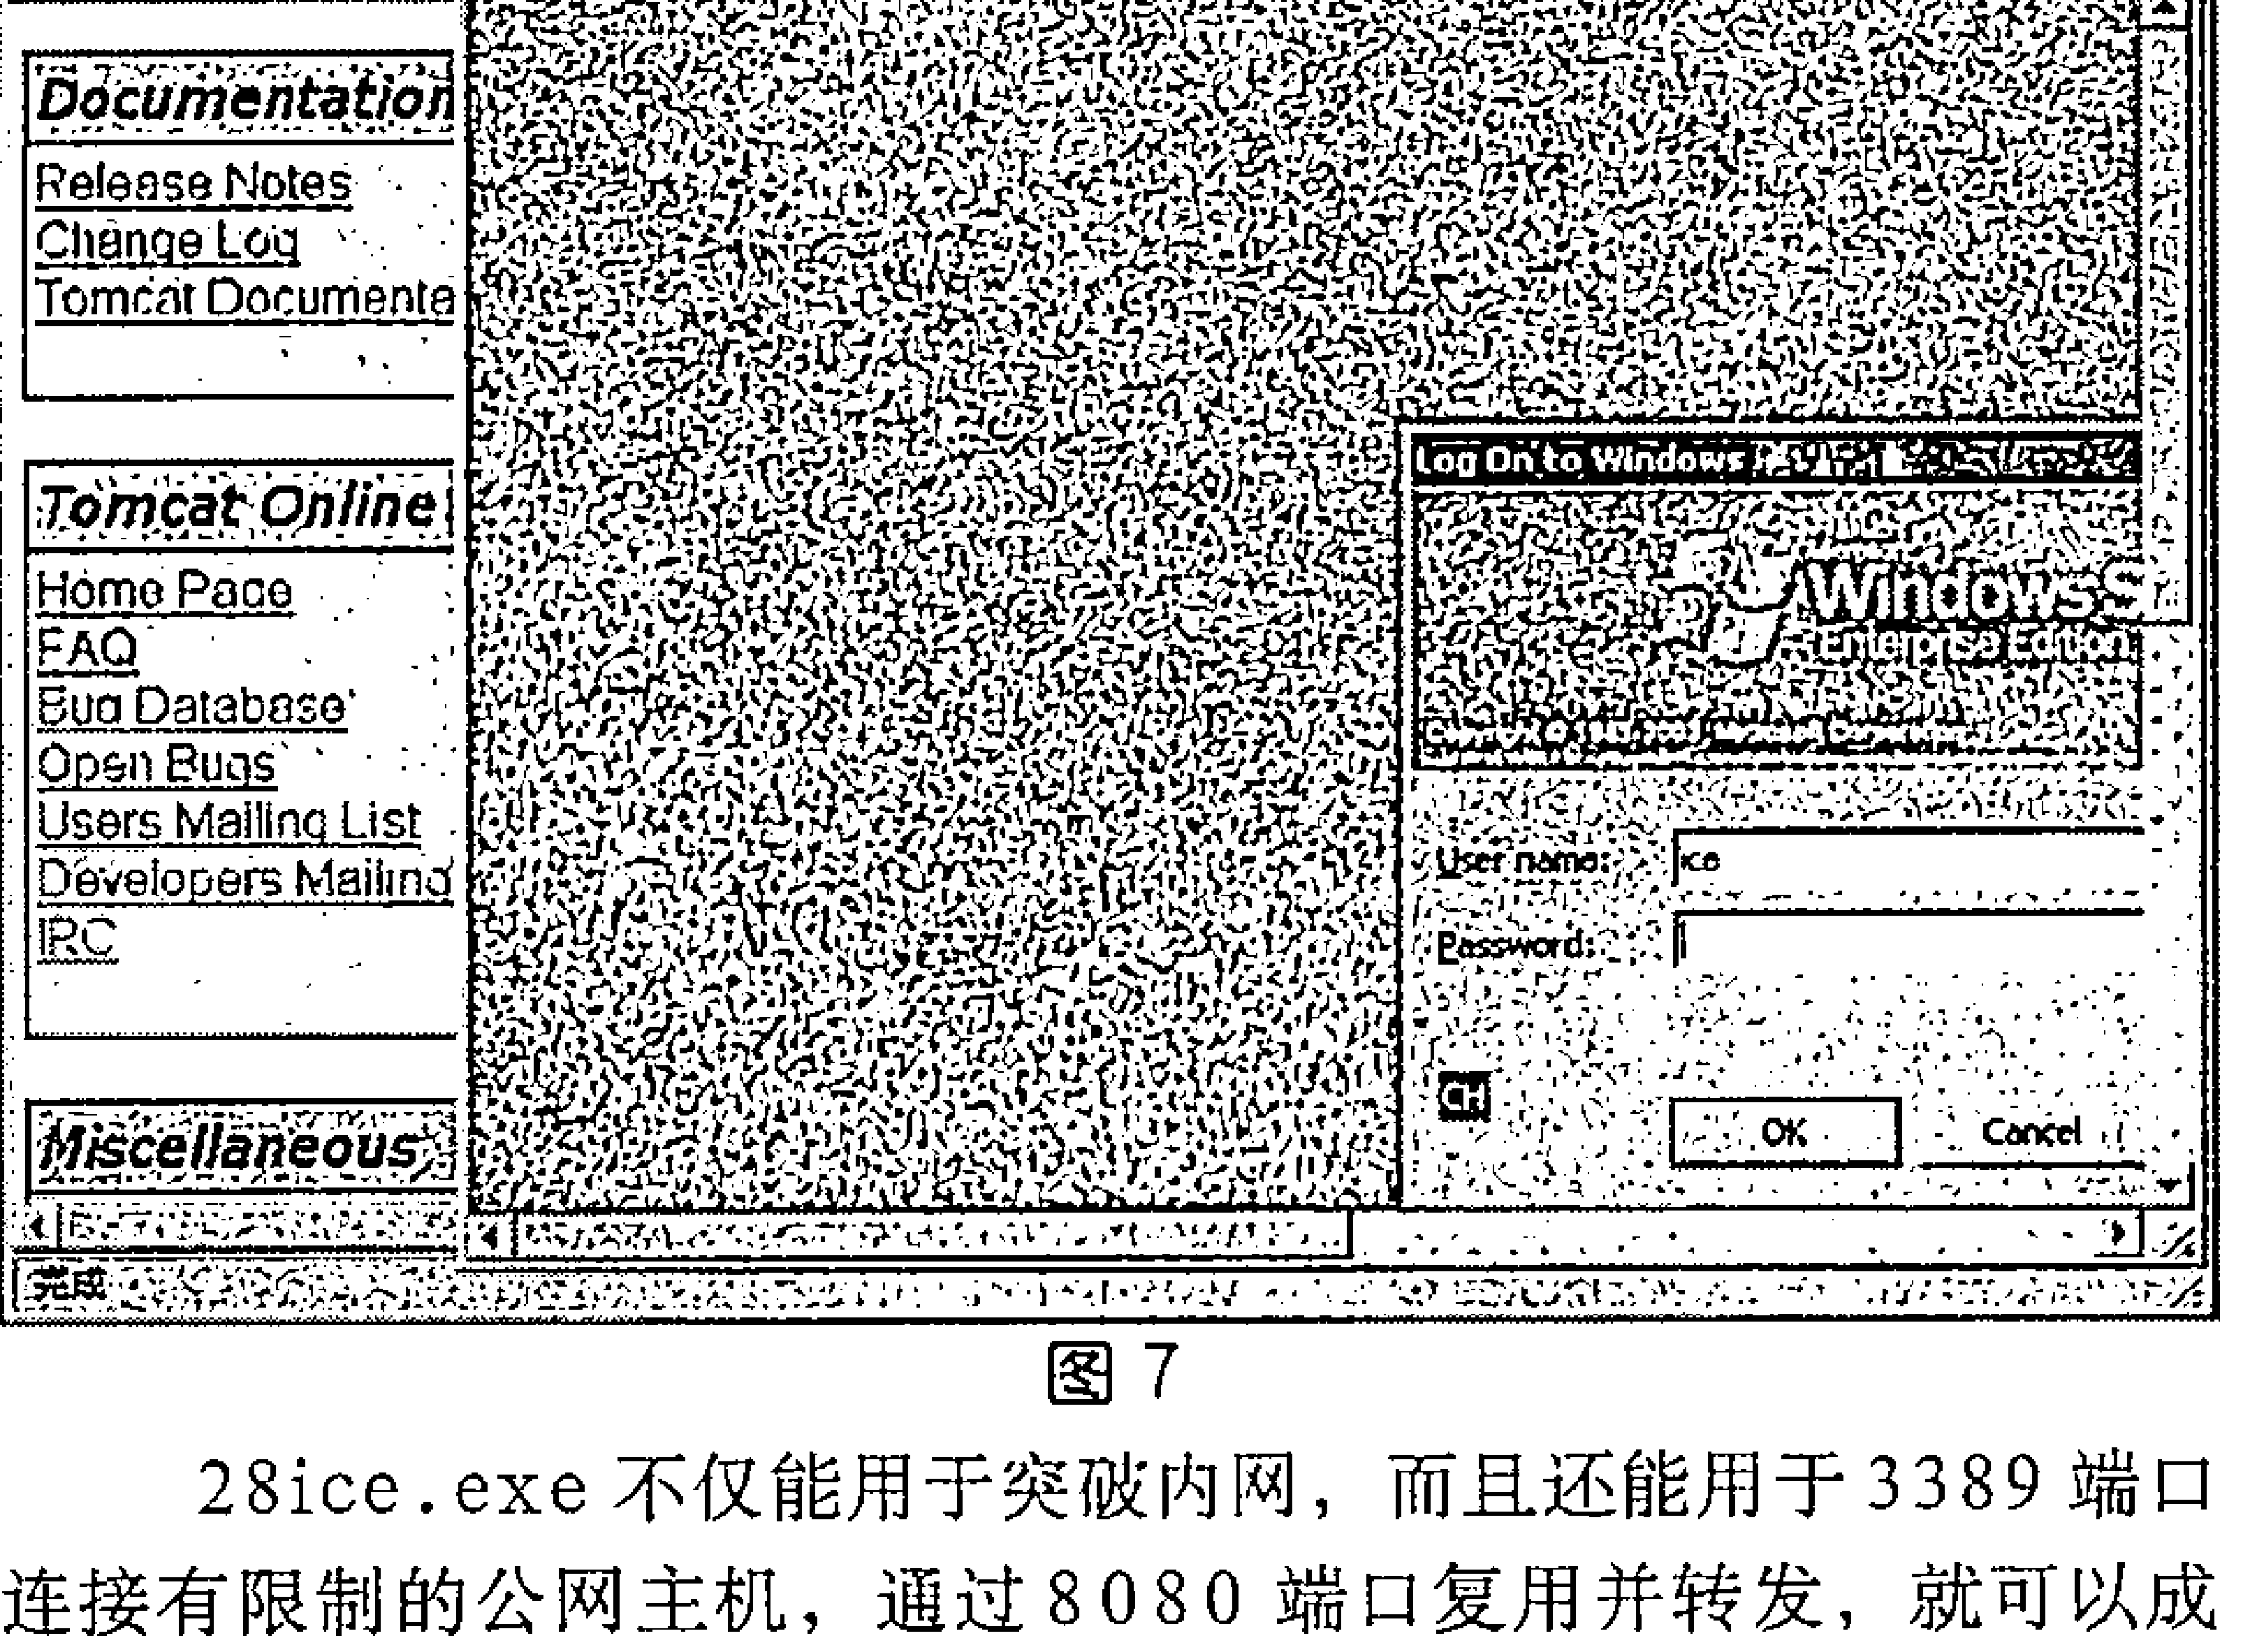 Documentation
Release Notes
Change Log
Tomcat Documenta
Tomcat Online
Home Page
FAQ
Bug Database
Open Bugs
Users Mailing List
Developers Mailing
IRC
Miscellaneous
完成
Log On to Windows
Windows S
Enterprise Edition
User name: ice
Password:
CH
OK Cancel
图 7
28ice.exe 不仅能用于突破内网，而且还能用于 3389 端口
连接有限制的公网主机，通过 8080 端口复用并转发，就可以成